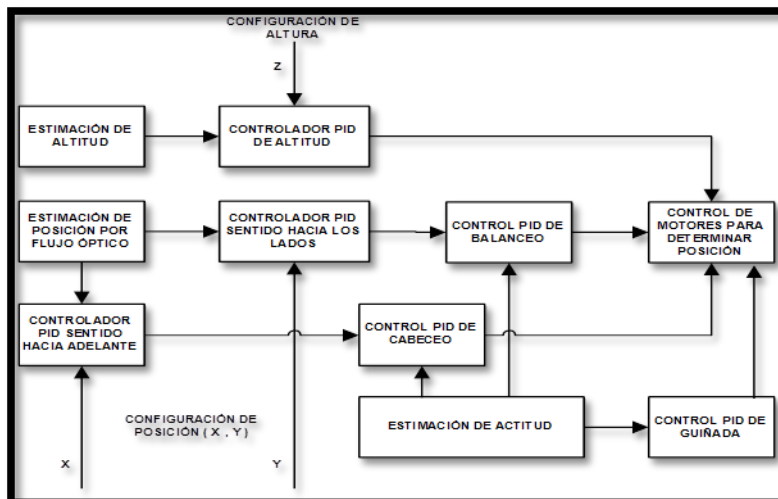 CONFIGURACIÓN DE
ALTURA
Z
ESTIMACIÓN DE
ALTITUD
CONTROLADOR PID
DE ALTITUD
ESTIMACIÓN DE
POSICIÓN POR
FLUJO ÓPTICO
CONTROLADOR PID
SENTIDO HACIA LOS
LADOS
CONTROL PID DE
BALANCEO
CONTROL DE
MOTORES PARA
DETERMINAR
POSICIÓN
CONTROLADOR
PID SENTIDO
HACIA ADELANTE
CONTROL PID DE
CABECEO
ESTIMACIÓN DE ACTITUD
CONTROL PID DE
GUIÑADA
CONFIGURACIÓN DE
POSICIÓN ( X , Y )
X
Y